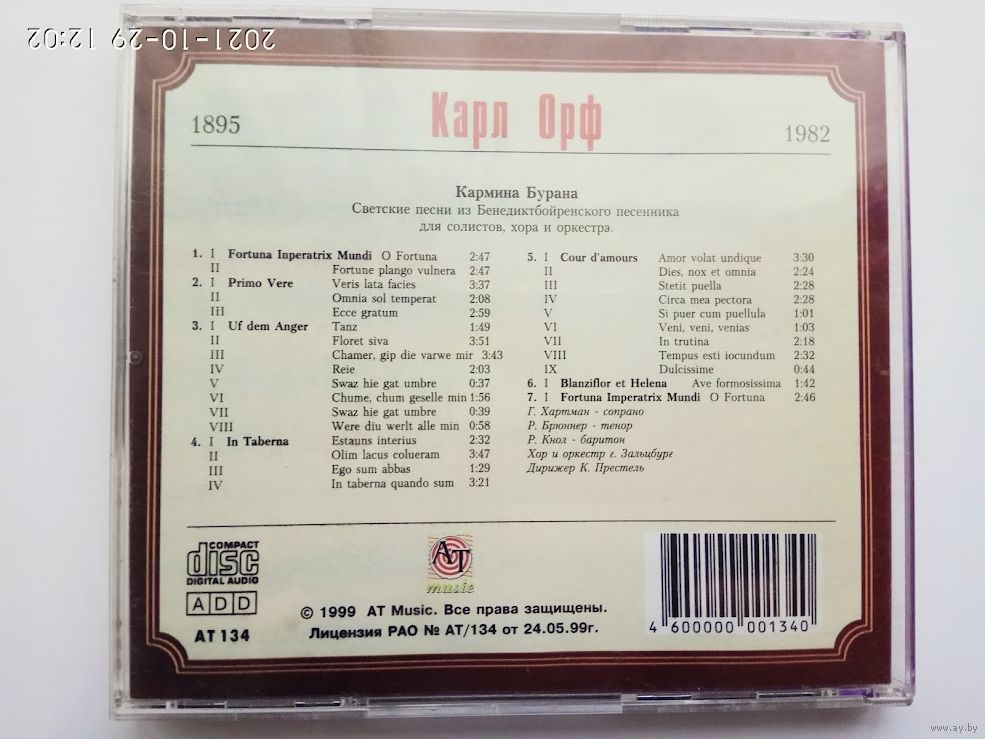 2021-10-29 12:02
Карл Орф
1895
1982
Кармина Бурана
Светские песни из Бенедиктбойренского песенника
для солистов, хора и оркестра.
1. I Fortuna Inperatrix Mundi O Fortuna 2:47
II Fortune plango vulnera 2:47
2. I Primo Vere Veris lata facies 3:37
II Omnia sol temperat 2:08
III Ecce gratum 2:59
3. I Uf dem Anger Tanz 1:49
II Floret siva 3:51
III Chamer, gip die varwe mir 3:43
IV Reie 2:03
V Swaz hie gat umbre 0:37
VI Chume, chum geselle min 1:56
VII Swaz hie gat umbre 0:39
VIII Were diu werlt alle min 0:58
4. I In Taberna Estauns interius 2:32
II Olim lacus colueram 3:47
III Ego sum abbas 1:29
IV In taberna quando sum 3:21
5. I Cour d'amours Amor volat undique 3:30
II Dies, nox et omnia 2:24
III Stetit puella 2:28
IV Circa mea pectora 2:28
V Si puer cum puellula 1:01
VI Veni, veni, venias 1:03
VII In trutina 2:18
VIII Tempus esti iocundum 2:32
IX Dulcissime 0:44
6. I Blanziflor et Helena Ave formosissima 1:42
7. I Fortuna Imperatrix Mundi O Fortuna 2:46
Г. Хартман - сопрано
Р. Брюннер - тенор
Р. Кнол - баритон
Хор и оркестр г. Зальцбург
Дирижер К. Престель
COMPACT
disc
DIGITAL AUDIO
ADD
AT 134
AT
music
© 1999 AT Music. Все права защищены.
Лицензия РАО № АТ/134 от 24.05.99г.
4 600000 001340
www.ay.by